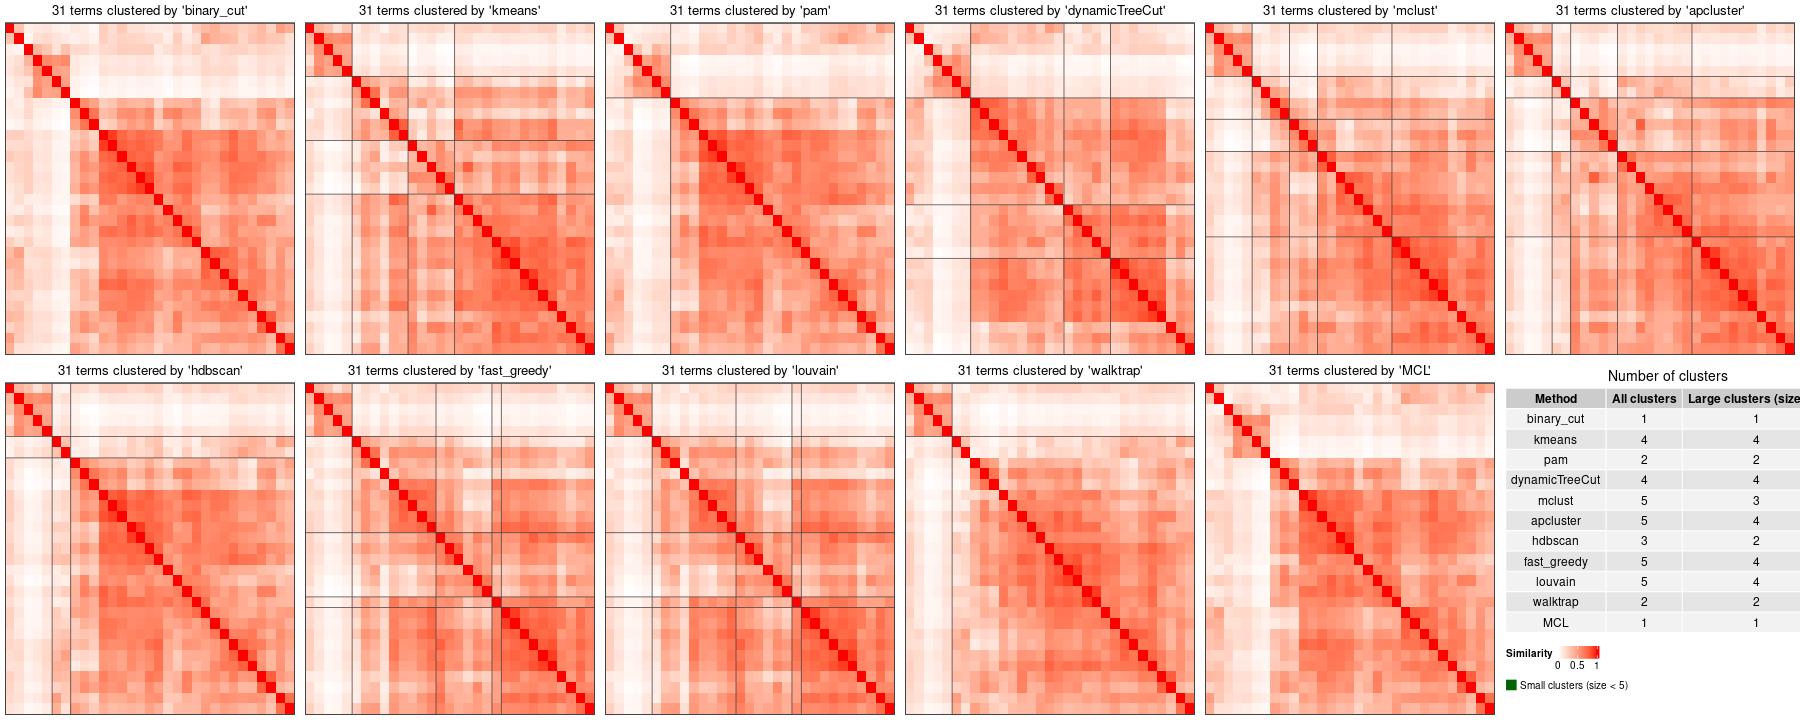 31 terms clustered by 'binary_cut'
31 terms clustered by 'kmeans'
31 terms clustered by 'pam'
31 terms clustered by 'dynamicTreeCut'
31 terms clustered by 'mclust'
31 terms clustered by 'apcluster'
31 terms clustered by 'hdbscan'
31 terms clustered by 'fast_greedy'
31 terms clustered by 'louvain'
31 terms clustered by 'walktrap'
31 terms clustered by 'MCL'
Number of clusters
Method All clusters Large clusters (size
binary_cut 1 1
kmeans 4 4
pam 2 2
dynamicTreeCut 4 4
mclust 5 3
apcluster 5 4
hdbscan 3 2
fast_greedy 5 4
louvain 5 4
walktrap 2 2
MCL 1 1
Similarity
0 0.5 1
Small clusters (size < 5)